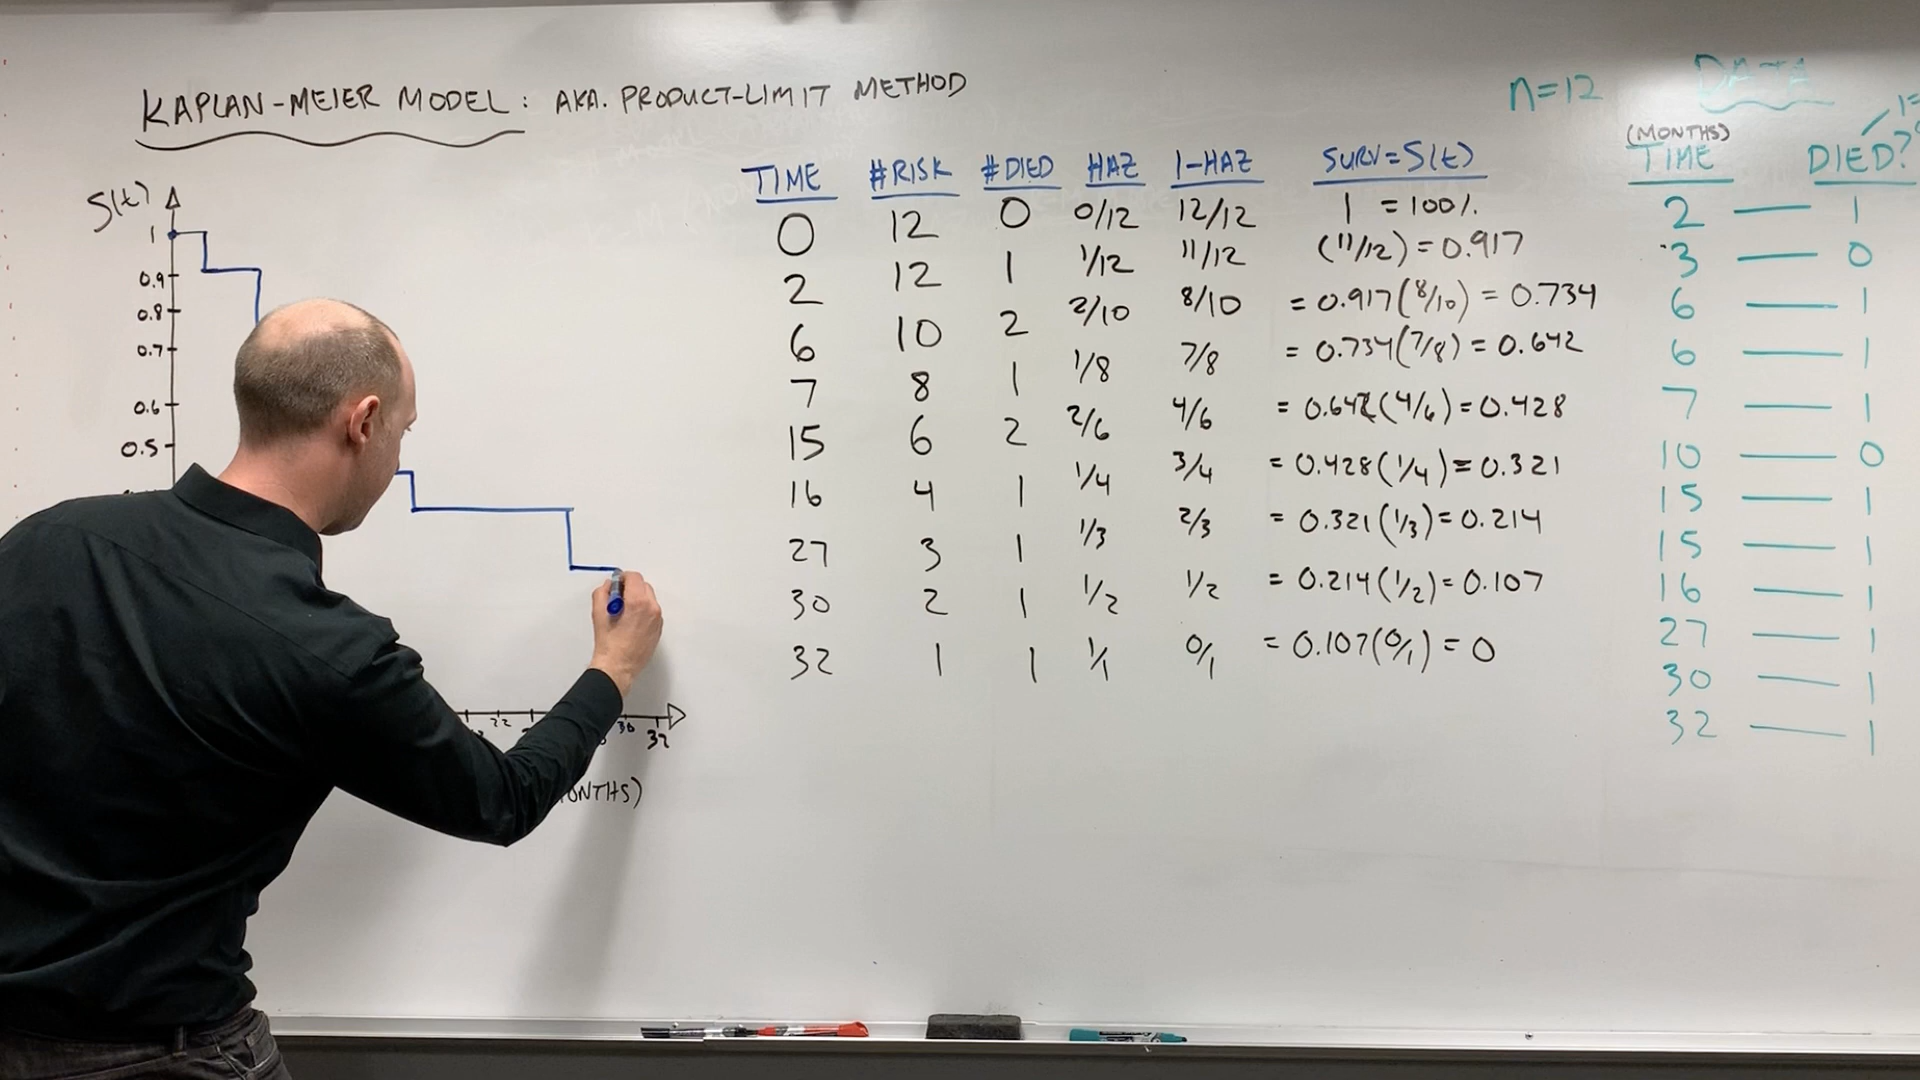 KAPLAN-MEIER MODEL: AKA. PRODUCT-LIMIT METHOD
S(t)
1
0.9
0.8
0.7
0.6
0.5
22
30
32
ONTHS)
TIME #RISK #DIED HAZ 1-HAZ SURV=S(t)
0 12 0 0/12 12/12 1 = 100%
2 12 1 1/12 11/12 (11/12) = 0.917
6 10 2 2/10 8/10 = 0.917(8/10) = 0.734
7 8 1 1/8 7/8 = 0.734(7/8) = 0.642
15 6 2 2/6 4/6 = 0.642(4/6) = 0.428
16 4 1 1/4 3/4 = 0.428(1/4) = 0.321
27 3 1 1/3 2/3 = 0.321(1/3) = 0.214
30 2 1 1/2 1/2 = 0.214(1/2) = 0.107
32 1 1 1/1 0/1 = 0.107(0/1) = 0
n=12 DATA
1=
(MONTHS)
TIME DIED?
2 — 1
3 — 0
6 — 1
6 — 1
7 — 1
10 — 0
15 — 1
15 — 1
16 — 1
27 — 1
30 — 1
32 — 1